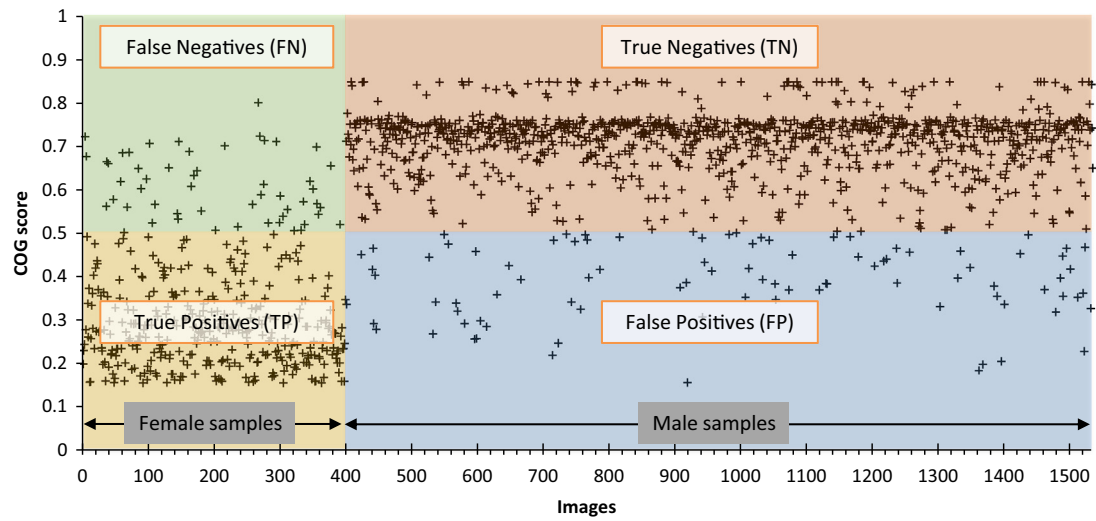 1
0.9
0.8
0.7
0.6
0.5
0.4
0.3
0.2
0.1
0
COG score
False Negatives (FN)
True Negatives (TN)
True Positives (TP)
False Positives (FP)
Female samples
Male samples
0 100 200 300 400 500 600 700 800 900 1000 1100 1200 1300 1400 1500
Images